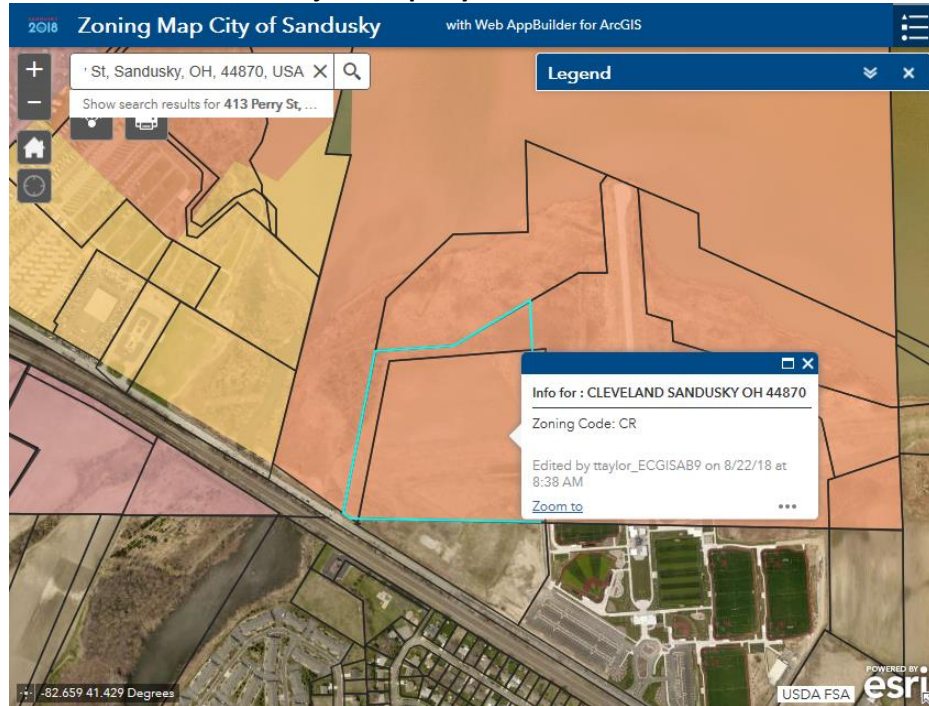 2018 Zoning Map City of Sandusky with Web AppBuilder for ArcGIS
' St, Sandusky, OH, 44870, USA
Show search results for 413 Perry St, ...
Legend
Info for : CLEVELAND SANDUSKY OH 44870
Zoning Code: CR
Edited by ttaylor_ECGISAB9 on 8/22/18 at
8:38 AM
Zoom to
-82.659 41.429 Degrees
USDA FSA
POWERED BY
esri